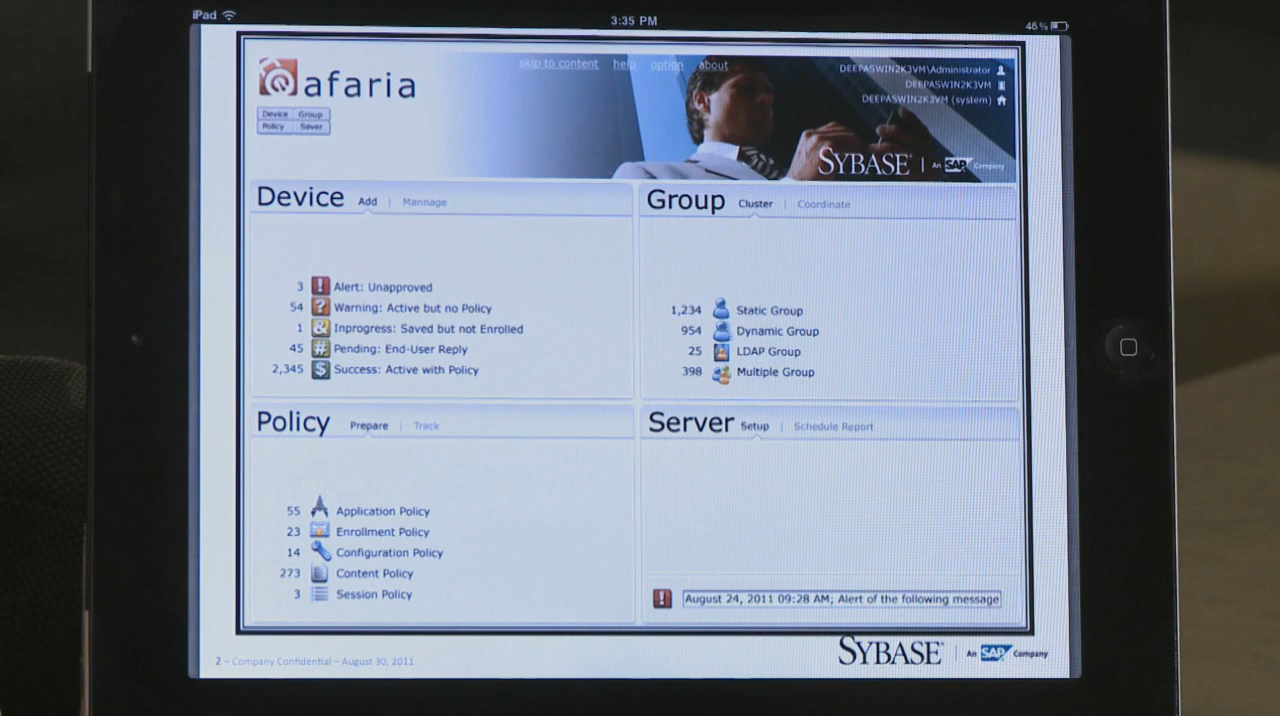 iPad
3:35 PM
46%
afaria
skip to content help option about
DEEPASWIN2K3VM\Administrator
DEEPASWIN2K3VM
DEEPASWIN2K3VM (system)
Device Group
Policy Sever
SYBASE | An SAP Company
Device Add | Mannage
3 Alert: Unapproved
54 Warning: Active but no Policy
1 Inprogress: Saved but not Enrolled
45 Pending: End-User Reply
2,345 Success: Active with Policy
Group Cluster | Coordinate
1,234 Static Group
954 Dynamic Group
25 LDAP Group
398 Multiple Group
Policy Prepare | Track
55 Application Policy
23 Enrollment Policy
14 Configuration Policy
273 Content Policy
3 Session Policy
Server Setup | Schedule Report
August 24, 2011 09:28 AM; Alert of the following message
2 – Company Confidential – August 30, 2011
SYBASE | An SAP Company